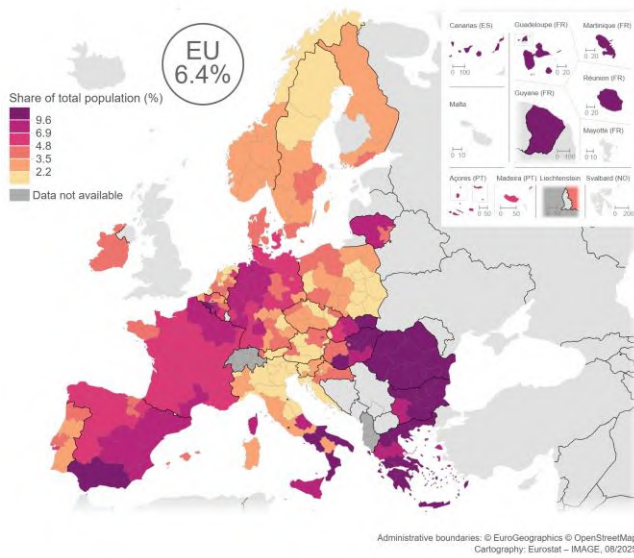 EU
6.4%
Share of total population (%)
9.6
6.9
4.8
3.5
2.2
Data not available
Canarias (ES)
0 100
Guadeloupe (FR)
0 20
Martinique (FR)
0 20
Malta
0 10
Guyane (FR)
0 100
Réunion (FR)
0 20
Mayotte (FR)
0 10
Açores (PT)
0 50
Madeira (PT)
0 50
Liechtenstein
Svalbard (NO)
0 200
Administrative boundaries: © EuroGeographics © OpenStreetMap
Cartography: Eurostat – IMAGE, 08/2025